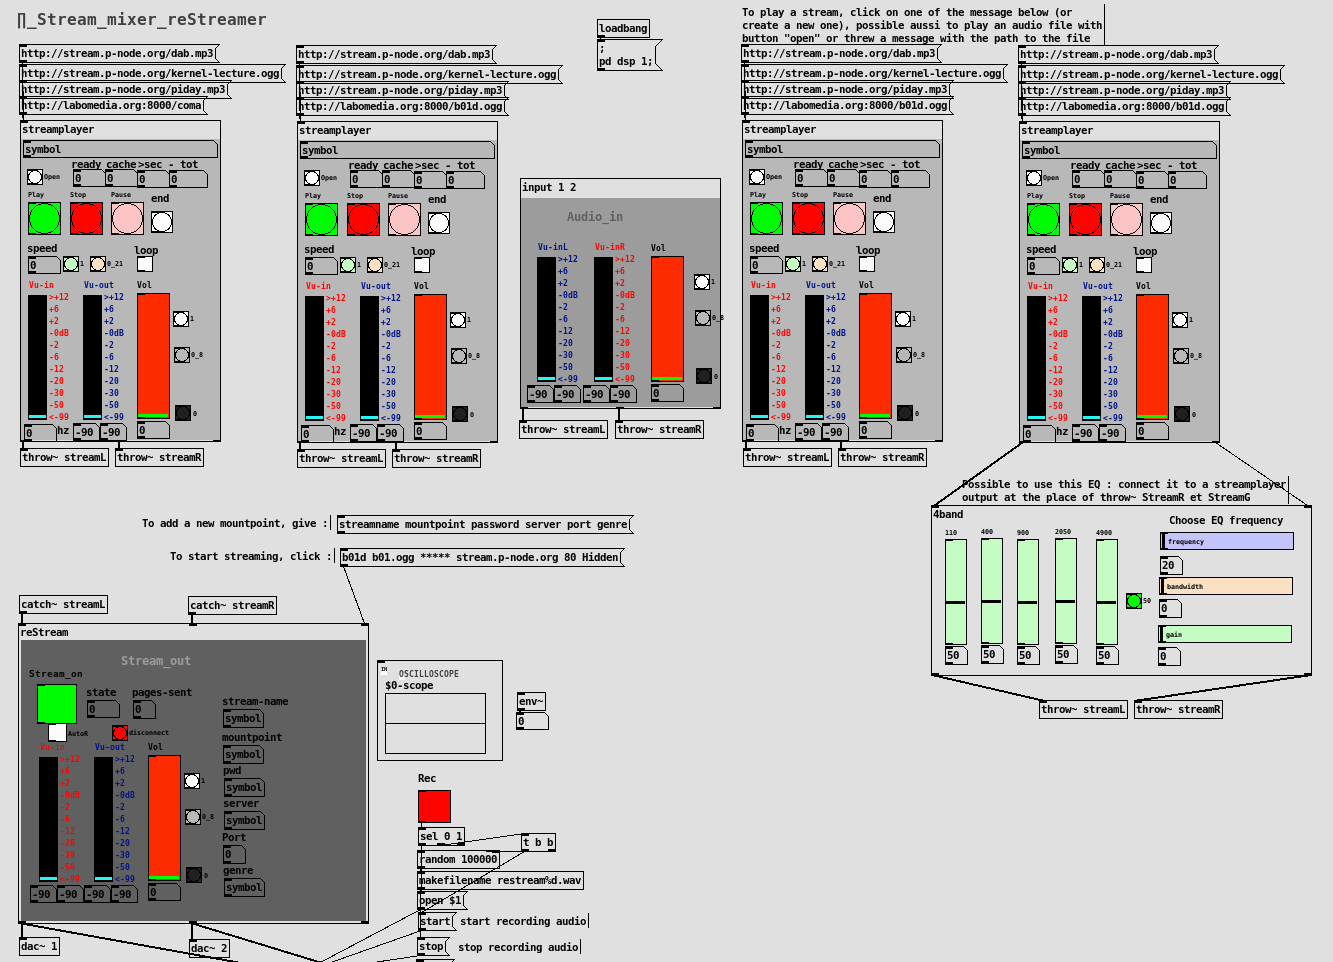 ∏_Stream_mixer_reStreamer
loadbang
;
pd dsp 1;
To play a stream, click on one of the message below (or
create a new one), possible aussi to play an audio file with
button "open" or threw a message with the path to the file
http://stream.p-node.org/dab.mp3
http://stream.p-node.org/kernel-lecture.ogg
http://stream.p-node.org/piday.mp3
http://labomedia.org:8000/coma
streamplayer
symbol
ready cache>sec - tot
Open
0 0 0 0
Play Stop Pause end
speed loop
0 1 0_21
Vu-in Vu-out Vol
>+12 >+12
+6 +6
+2 +2 1
-0dB -0dB
-2 -2
-6 -6 0_8
-12 -12
-20 -20
-30 -30
-50 -50
<-99 <-99 0
0 hz -90 -90 0
throw~ streamL throw~ streamR
http://stream.p-node.org/dab.mp3
http://stream.p-node.org/kernel-lecture.ogg
http://stream.p-node.org/piday.mp3
http://labomedia.org:8000/b01d.ogg
streamplayer
symbol
ready cache>sec - tot
Open
0 0 0 0
Play Stop Pause end
speed loop
0 1 0_21
Vu-in Vu-out Vol
>+12 >+12
+6 +6
+2 +2 1
-0dB -0dB
-2 -2
-6 -6 0_8
-12 -12
-20 -20
-30 -30
-50 -50
<-99 <-99 0
0 hz -90 -90 0
throw~ streamL throw~ streamR
input 1 2
Audio_in
Vu-inL Vu-inR Vol
>+12 >+12
+6 +6
+2 +2 1
-0dB -0dB
-2 -2
-6 -6 0_8
-12 -12
-20 -20
-30 -30
-50 -50
<-99 <-99 0
-90 -90 -90 -90 0
throw~ streamL throw~ streamR
http://stream.p-node.org/dab.mp3
http://stream.p-node.org/kernel-lecture.ogg
http://stream.p-node.org/piday.mp3
http://labomedia.org:8000/b01d.ogg
streamplayer
symbol
ready cache>sec - tot
Open
0 0 0 0
Play Stop Pause end
speed loop
0 1 0_21
Vu-in Vu-out Vol
>+12 >+12
+6 +6
+2 +2 1
-0dB -0dB
-2 -2
-6 -6 0_8
-12 -12
-20 -20
-30 -30
-50 -50
<-99 <-99 0
0 hz -90 -90 0
throw~ streamL throw~ streamR
http://stream.p-node.org/dab.mp3
http://stream.p-node.org/kernel-lecture.ogg
http://stream.p-node.org/piday.mp3
http://labomedia.org:8000/b01d.ogg
streamplayer
symbol
ready cache>sec - tot
Open
0 0 0 0
Play Stop Pause end
speed loop
0 1 0_21
Vu-in Vu-out Vol
>+12 >+12
+6 +6
+2 +2 1
-0dB -0dB
-2 -2
-6 -6 0_8
-12 -12
-20 -20
-30 -30
-50 -50
<-99 <-99 0
0 hz -90 -90 0
Possible to use this EQ : connect it to a streamplayer
output at the place of throw~ StreamR et StreamG
4band
Choose EQ frequency
110 400 900 2050 4900
frequency
20
bandwidth
50
0
gain
50 50 50 50 50 0
throw~ streamL throw~ streamR
To add a new mountpoint, give :
streamname mountpoint password server port genre
To start streaming, click :
b01d b01.ogg ***** stream.p-node.org 80 Hidden
catch~ streamL catch~ streamR
reStream
Stream_out
Stream_on
state pages-sent
0 0
AutoR disconnect
Vu-in Vu-out Vol
>+12 >+12
+6 +6
+2 +2 1
-0dB -0dB
-2 -2
-6 -6 0_8
-12 -12
-20 -20
-30 -30
-50 -50
<-99 <-99 0
-90 -90 -90 -90 0
stream-name
symbol
mountpoint
symbol
pwd
symbol
server
symbol
Port
0
genre
symbol
dac~ 1 dac~ 2
IN OSCILLOSCOPE
$0-scope
env~
0
Rec
sel 0 1
t b b
random 100000
makefilename restream%d.wav
open $1
start start recording audio
stop stop recording audio